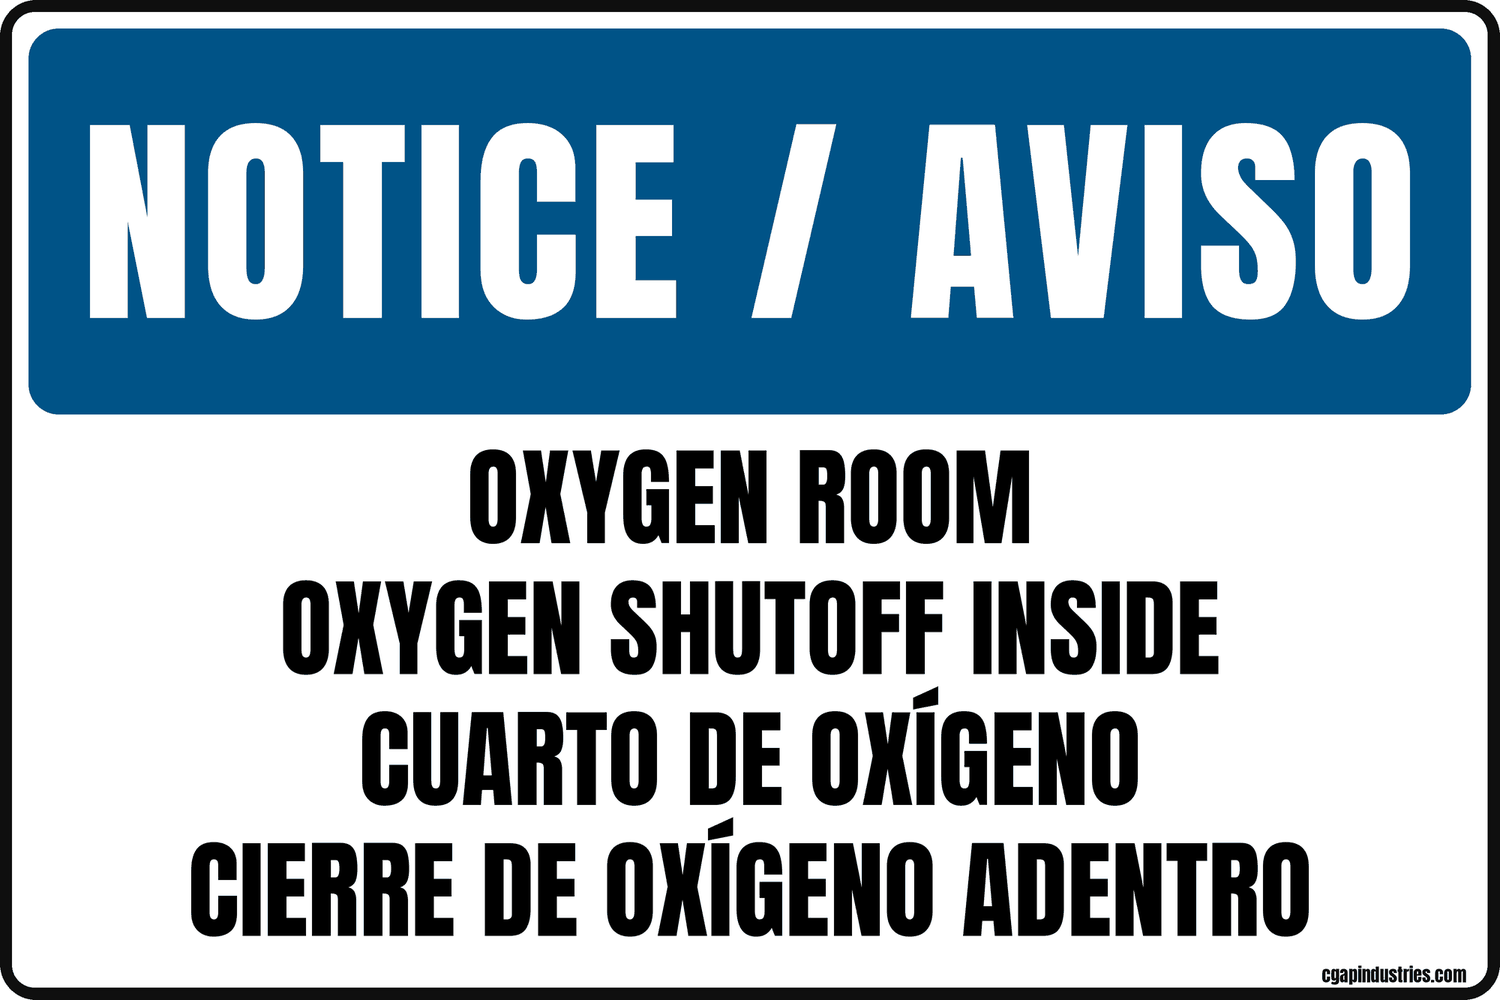 NOTICE / AVISO
OXYGEN ROOM
OXYGEN SHUTOFF INSIDE
CUARTO DE OXÍGENO
CIERRE DE OXÍGENO ADENTRO
cgapindustries.com